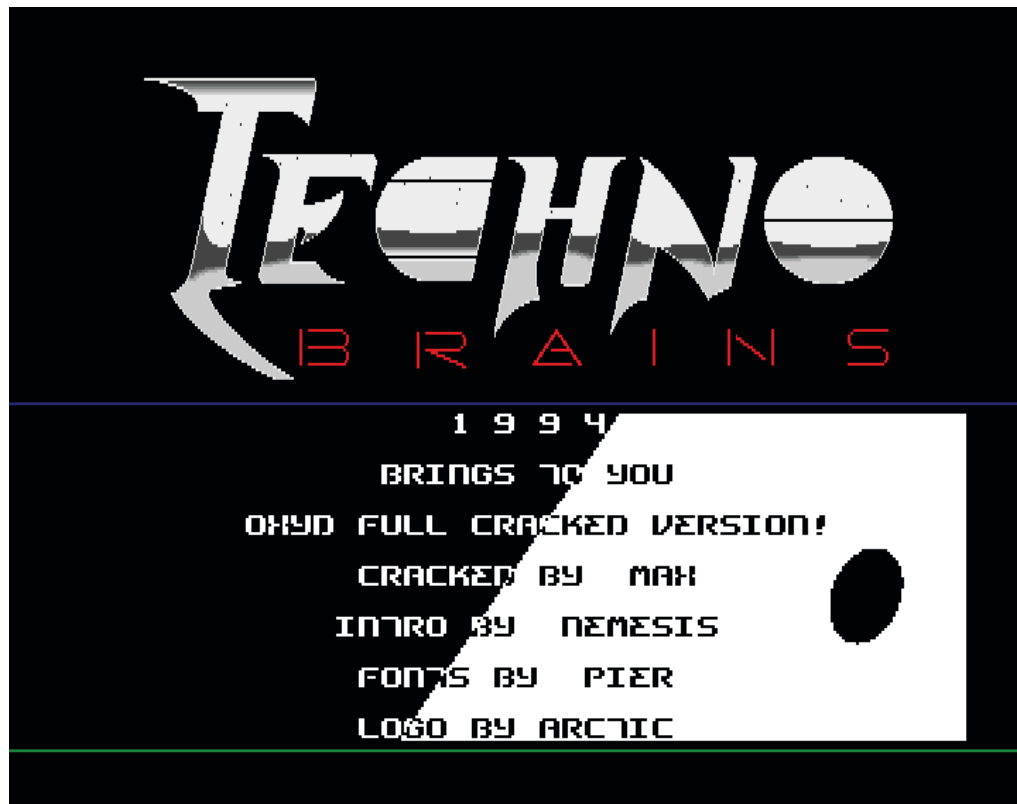 TECHNO
BRAINS
1994
BRINGS TO YOU
OXYD FULL CRACKED VERSION!
CRACKED BY MAX
INTRO BY NEMESIS
FONTS BY PIER
LOGO BY ARCTIC